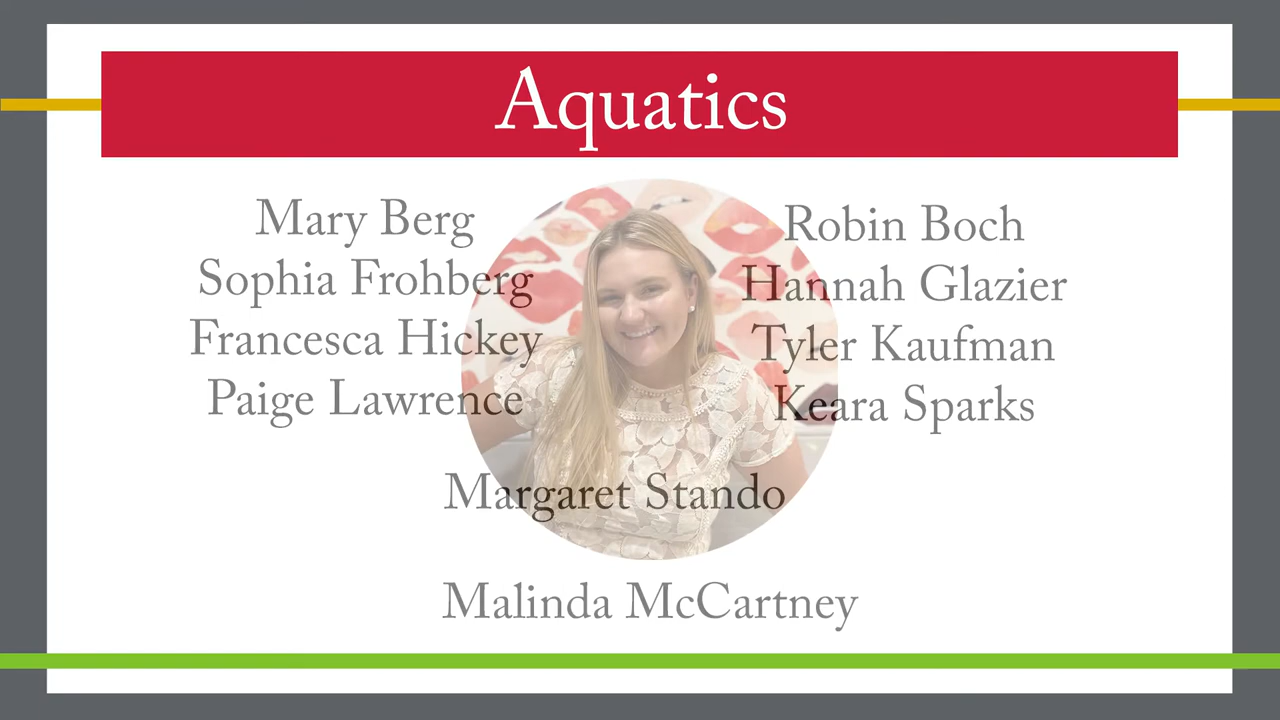 Aquatics
Mary Berg
Sophia Frohberg
Francesca Hickey
Paige Lawrence
Robin Boch
Hannah Glazier
Tyler Kaufman
Keara Sparks
Margaret Stando
Malinda McCartney